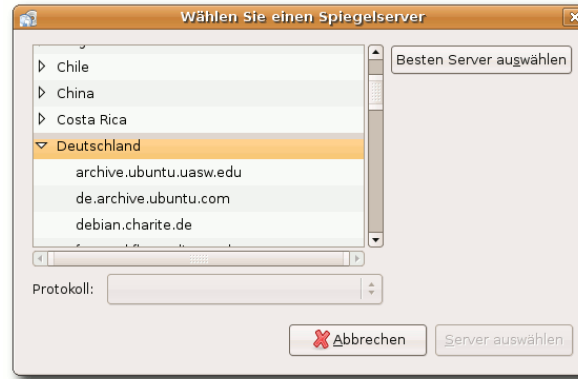 Wählen Sie einen Spiegelserver
Chile
China
Costa Rica
Deutschland
archive.ubuntu.uasw.edu
de.archive.ubuntu.com
debian.charite.de
Besten Server auswählen
Protokoll:
Abbrechen
Server auswählen